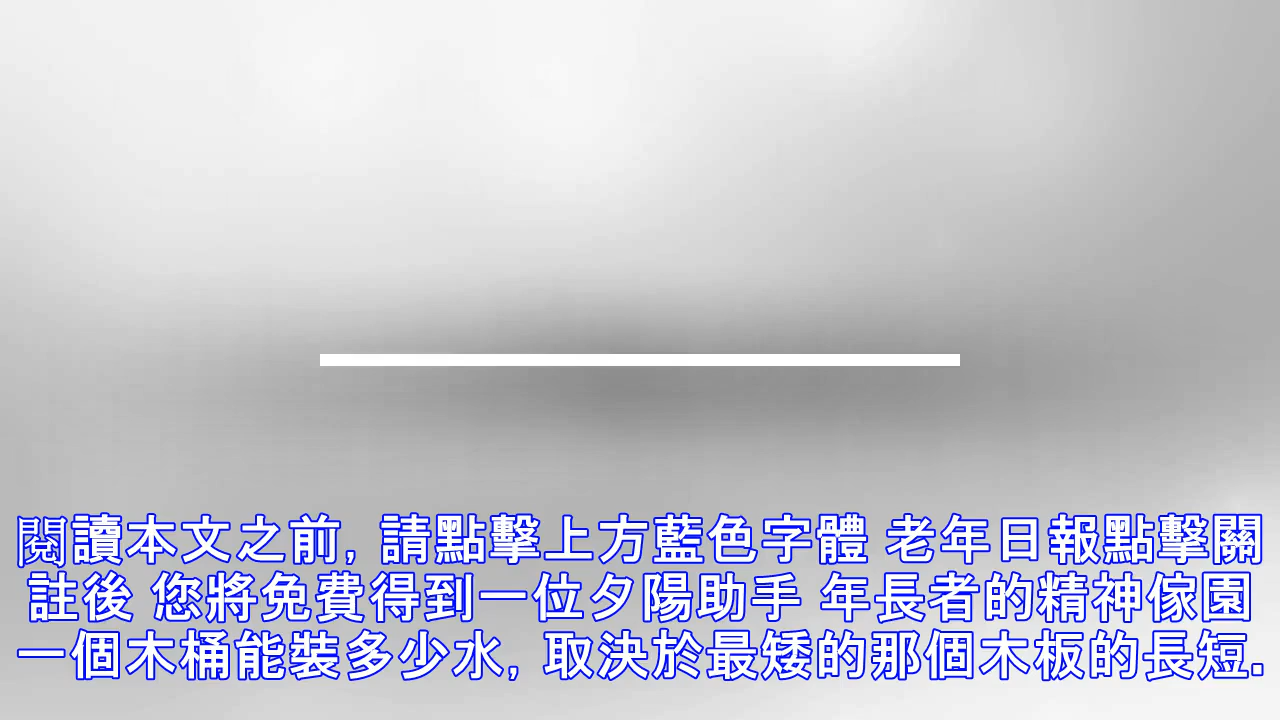 閱讀本文之前, 請點擊上方藍色字體 老年日報點擊關
註後 您將免費得到一位夕陽助手 年長者的精神傢園
一個木桶能裝多少水, 取決於最矮的那個木板的長短.